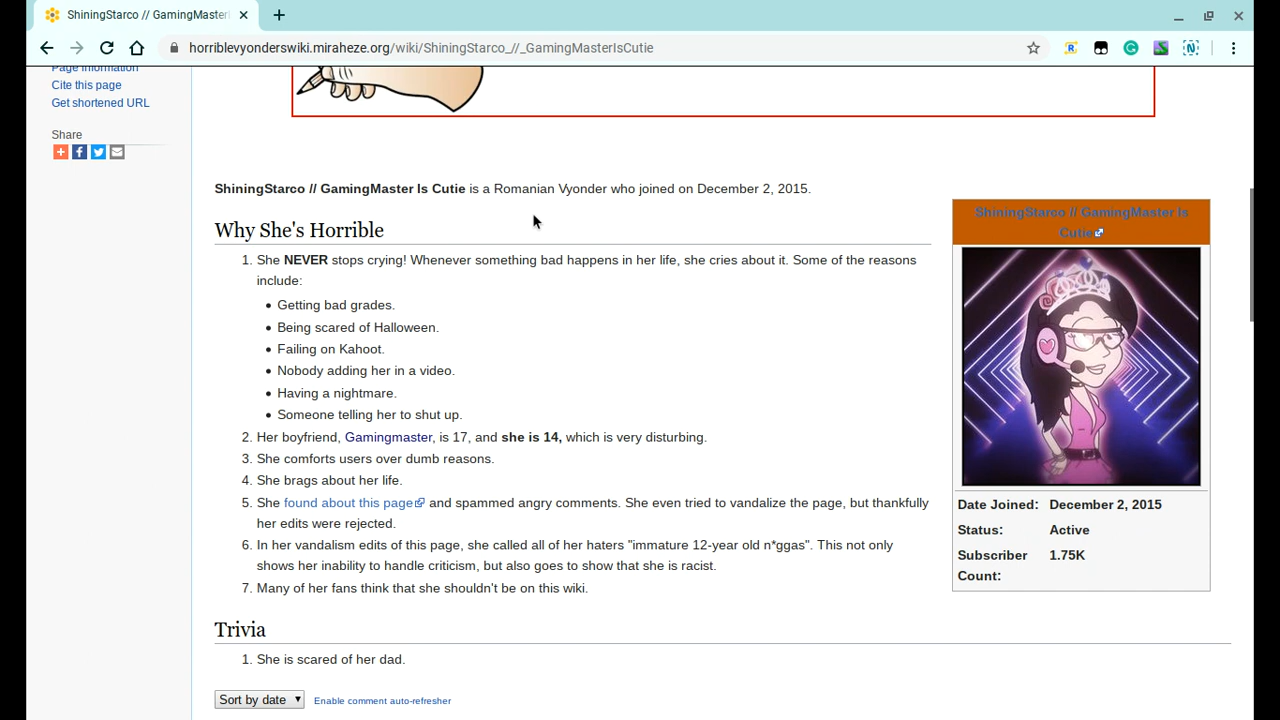 ShiningStarco // GamingMaster
horriblevyonderswiki.miraheze.org/wiki/ShiningStarco_//_GamingMasterIsCutie
Page information
Cite this page
Get shortened URL
Share
ShiningStarco // GamingMaster Is Cutie is a Romanian Vyonder who joined on December 2, 2015.
ShiningStarco // GamingMaster Is
Cutie
Why She's Horrible
1. She NEVER stops crying! Whenever something bad happens in her life, she cries about it. Some of the reasons
include:
• Getting bad grades.
• Being scared of Halloween.
• Failing on Kahoot.
• Nobody adding her in a video.
• Having a nightmare.
• Someone telling her to shut up.
2. Her boyfriend, Gamingmaster, is 17, and she is 14, which is very disturbing.
3. She comforts users over dumb reasons.
4. She brags about her life.
5. She found about this page and spammed angry comments. She even tried to vandalize the page, but thankfully
her edits were rejected.
6. In her vandalism edits of this page, she called all of her haters "immature 12-year old n*ggas". This not only
shows her inability to handle criticism, but also goes to show that she is racist.
7. Many of her fans think that she shouldn't be on this wiki.
Date Joined: December 2, 2015
Status: Active
Subscriber 1.75K
Count:
Trivia
1. She is scared of her dad.
Sort by date
Enable comment auto-refresher